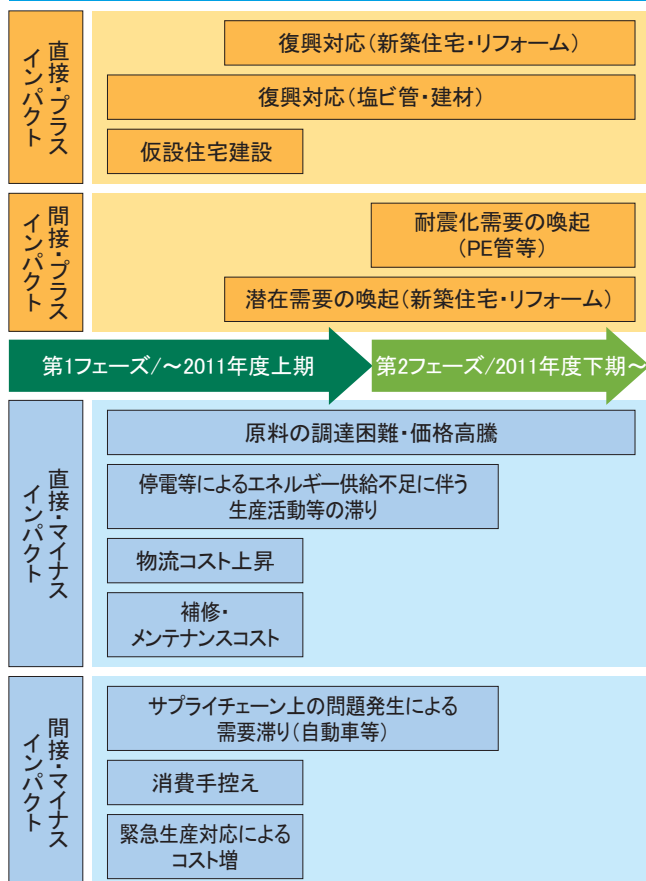 直接・プラス
インパクト
復興対応（新築住宅・リフォーム）
復興対応（塩ビ管・建材）
仮設住宅建設
間接・プラス
インパクト
耐震化需要の喚起
（PE管等）
潜在需要の喚起（新築住宅・リフォーム）
第1フェーズ/～2011年度上期
第2フェーズ/2011年度下期～
直接・マイナス
インパクト
原料の調達困難・価格高騰
停電等によるエネルギー供給不足に伴う
生産活動等の滞り
物流コスト上昇
補修・
メンテナンスコスト
間接・マイナス
インパクト
サプライチェーン上の問題発生による
需要滞り（自動車等）
消費手控え
緊急生産対応による
コスト増